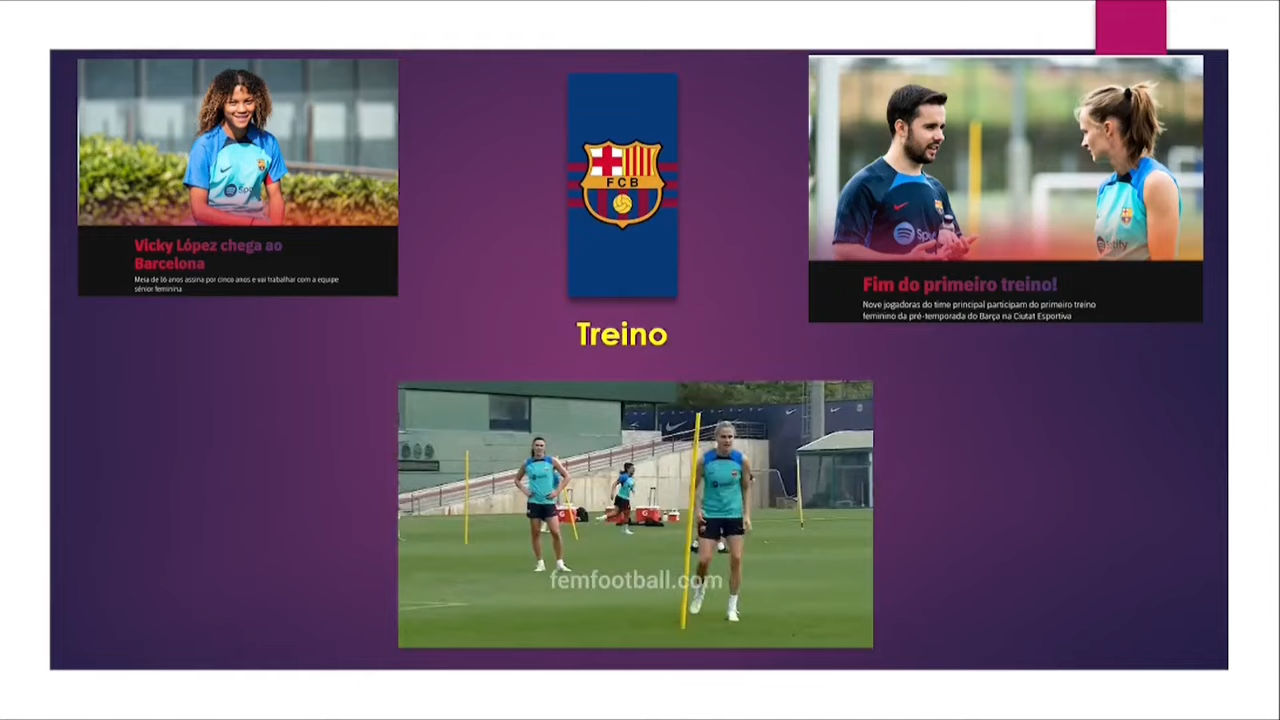 Vicky López chega ao
Barcelona
Meia de 16 anos assina por cinco anos e vai trabalhar com a equipe
sénior feminina
FCB
Fim do primeiro treino!
Nove jogadoras do time principal participam do primeiro treino
feminino da pré-temporada do Barça na Ciutat Esportiva
Treino
femfootball.com